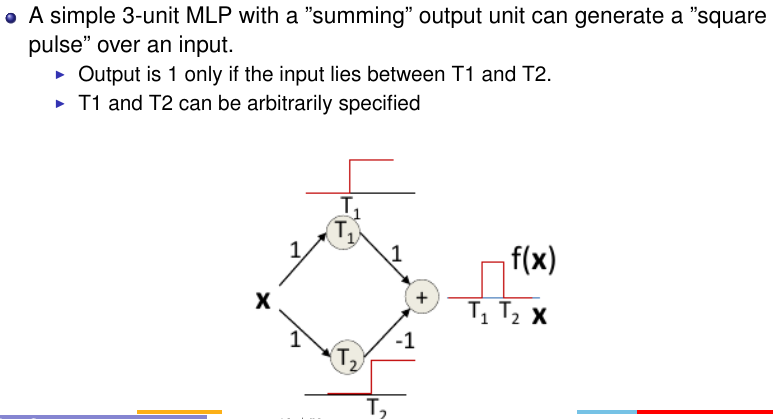 A simple 3-unit MLP with a ”summing” output unit can generate a ”square
pulse” over an input.
Output is 1 only if the input lies between T1 and T2.
T1 and T2 can be arbitrarily specified
T1
T1
1
1
f(x)
+
x
T1 T2 x
1
-1
T2
T2